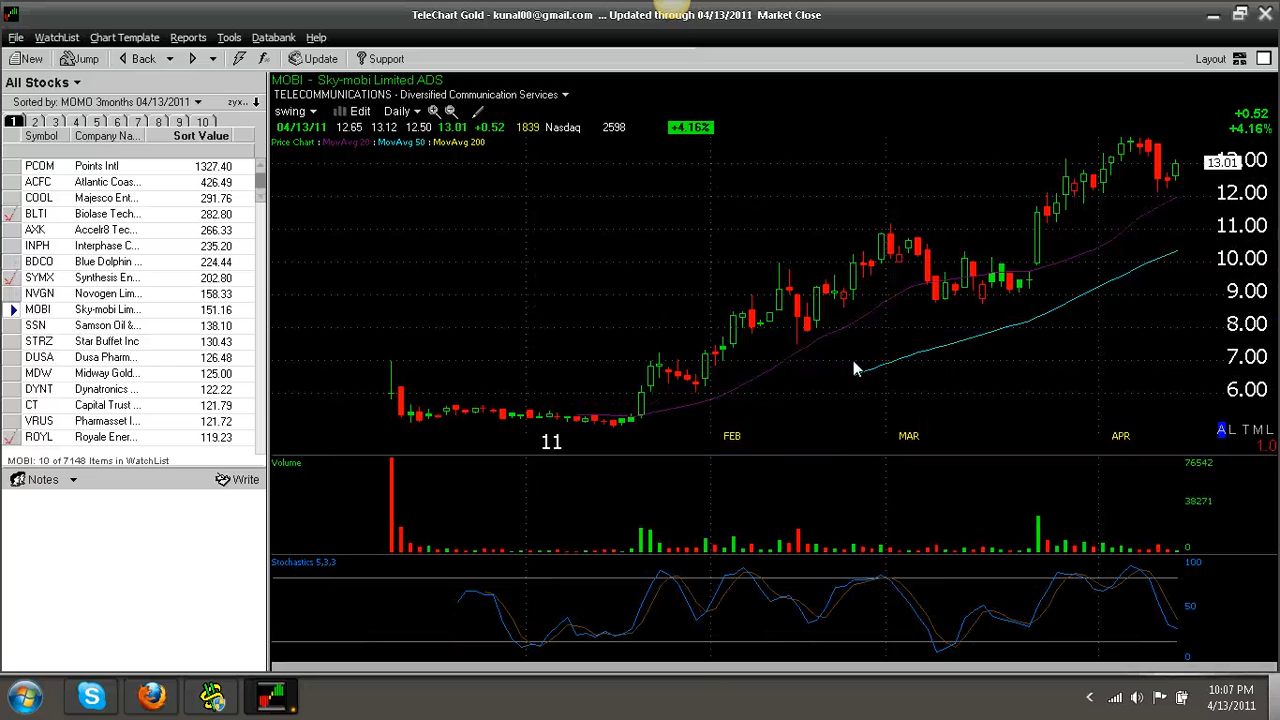 TeleChart Gold - kunal00@gmail.com ... Updated through 04/13/2011 Market Close
File WatchList Chart Template Reports Tools Databank Help
New Jump Back Update Support Layout
All Stocks
Sorted by: MOMO 3months 04/13/2011 zyx..
1 2 3 4 5 6 7 8 9 10
Symbol Company Na... Sort Value
PCOM Points Intl 1327.40
ACFC Atlantic Coas... 426.49
COOL Majesco Ent... 291.76
BLTI Biolase Tech... 282.80
AXK Accelr8 Tec... 266.33
INPH Interphase C... 235.20
BDCO Blue Dolphin ... 224.44
SYMX Synthesis En... 202.80
NVGN Novogen Lim... 158.33
MOBI Sky-mobi Lim... 151.16
SSN Samson Oil &... 138.10
STRZ Star Buffet Inc 130.43
DUSA Dusa Pharm... 126.48
MDW Midway Gold... 125.00
DYNT Dynatronics ... 122.22
CT Capital Trust ... 121.79
VRUS Pharmasset I... 121.72
ROYL Royale Ener... 119.23
MOBI: 10 of 7148 Items in WatchList
Notes Write
MOBI - Sky-mobi Limited ADS
TELECOMMUNICATIONS - Diversified Communication Services
swing Edit Daily
04/13/11 12.65 13.12 12.50 13.01 +0.52 1839 Nasdaq 2598 +4.16%
+0.52
+4.16%
Price Chart : MovAvg 20 : MovAvg 50 : MovAvg 200
13.01
12.00
11.00
10.00
9.00
8.00
7.00
6.00
11 FEB MAR APR
A L T M L
1.0
Volume
76542
38271
0
Stochastics 5,3,3
100
50
0
10:07 PM
4/13/2011